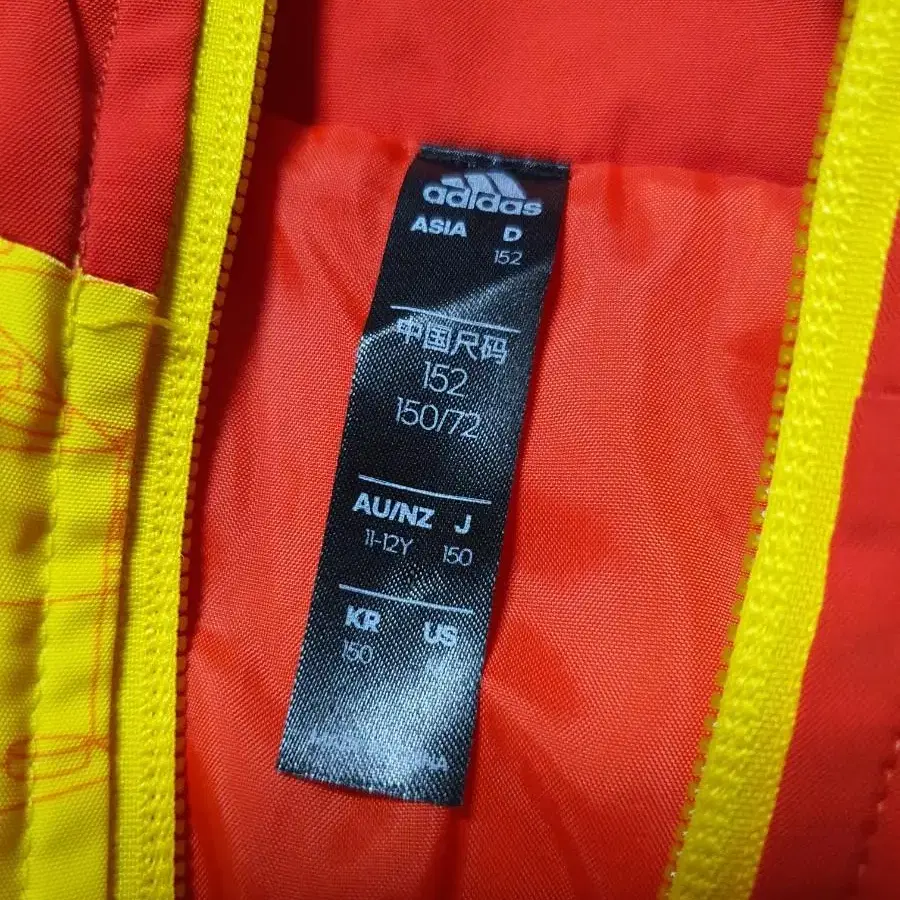 adidas
ASIA D
152
中国尺码
152
150/72
AU/NZ J
11-12Y 150
KR US
150